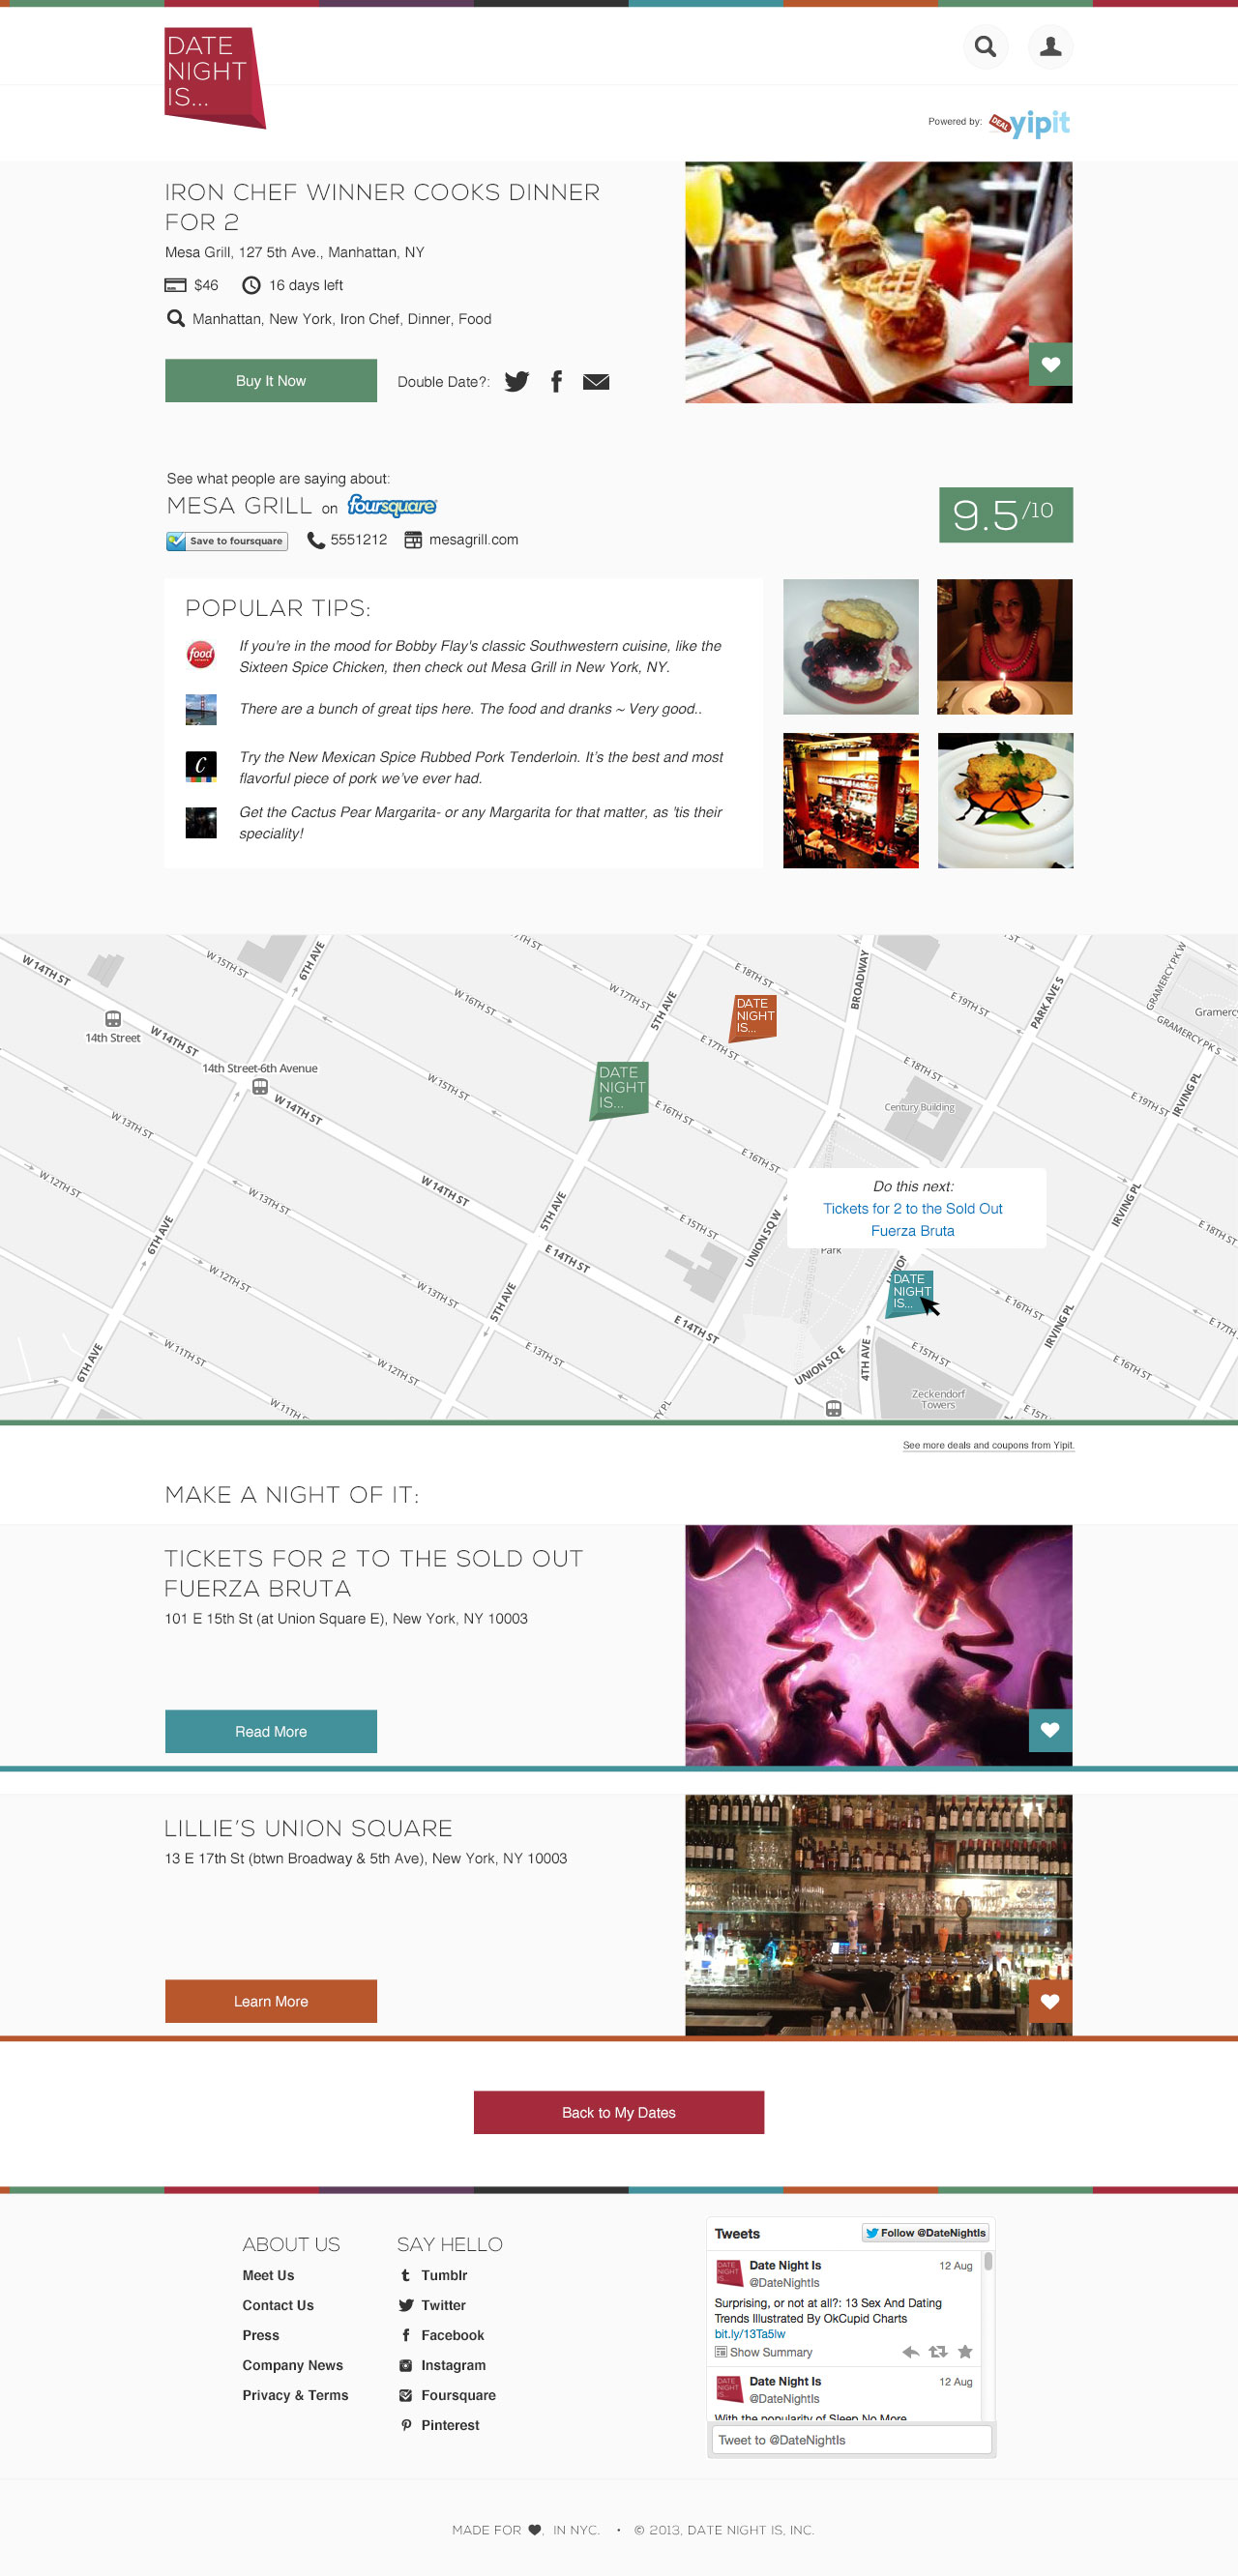 DATE
NIGHT
IS...
Powered by: DEAL yipit
IRON CHEF WINNER COOKS DINNER
FOR 2
Mesa Grill, 127 5th Ave., Manhattan, NY
$46 16 days left
Manhattan, New York, Iron Chef, Dinner, Food
Buy It Now
Double Date?:
See what people are saying about:
MESA GRILL on foursquare
Save to foursquare 5551212 mesagrill.com
9.5/10
POPULAR TIPS:
food
If you're in the mood for Bobby Flay's classic Southwestern cuisine, like the
Sixteen Spice Chicken, then check out Mesa Grill in New York, NY.
There are a bunch of great tips here. The food and dranks ~ Very good..
C
Try the New Mexican Spice Rubbed Pork Tenderloin. It's the best and most
flavorful piece of pork we've ever had.
Get the Cactus Pear Margarita- or any Margarita for that matter, as 'tis their
speciality!
W 14TH ST
W 15TH ST
6TH AVE
W 16TH ST
W 17TH ST
5TH AVE
E 18TH ST
BROADWAY
E 19TH ST
PARK AVE S
GRAMERCY PK W
GRAMERCY PK S
Gramercy
DATE
NIGHT
IS...
E 17TH ST
14th Street
W 14TH ST
14th Street-6th Avenue
W 14TH ST
W 15TH ST
DATE
NIGHT
IS...
E 16TH ST
E 18TH ST
Century Building
E 19TH ST
IRVING PL
W 13TH ST
E 16TH ST
W 12TH ST
W 13TH ST
W 14TH ST
5TH AVE
E 15TH ST
UNION SQ W
Do this next:
Tickets for 2 to the Sold Out
Fuerza Bruta
Park
IRVING PL
E 18TH ST
6TH AVE
E 14TH ST
W 12TH ST
W 13TH ST
5TH AVE
DATE
NIGHT
IS...
E 16TH ST
E 17TH
IRVING PL
E 14TH ST
6TH AVE
W 11TH ST
W 12TH ST
E 13TH ST
UNION SQ E
4TH AVE
E 15TH ST
E 16TH ST
W 11TH
TY PL
Zeckendorf
Towers
E 15TH
See more deals and coupons from Yipit.
MAKE A NIGHT OF IT:
TICKETS FOR 2 TO THE SOLD OUT
FUERZA BRUTA
101 E 15th St (at Union Square E), New York, NY 10003
Read More
LILLIE'S UNION SQUARE
13 E 17th St (btwn Broadway & 5th Ave), New York, NY 10003
Learn More
Back to My Dates
ABOUT US
Meet Us
Contact Us
Press
Company News
Privacy & Terms
SAY HELLO
Tumblr
Twitter
Facebook
Instagram
Foursquare
Pinterest
Tweets Follow @DateNightIs
Date Night Is 12 Aug
@DateNightIs
Surprising, or not at all?: 13 Sex And Dating
Trends Illustrated By OkCupid Charts
bit.ly/13Ta5lw
Show Summary
Date Night Is 12 Aug
@DateNightIs
With the popularity of Sleep No More
Tweet to @DateNightIs
MADE FOR ♥, IN NYC. • © 2013, DATE NIGHT IS, INC.